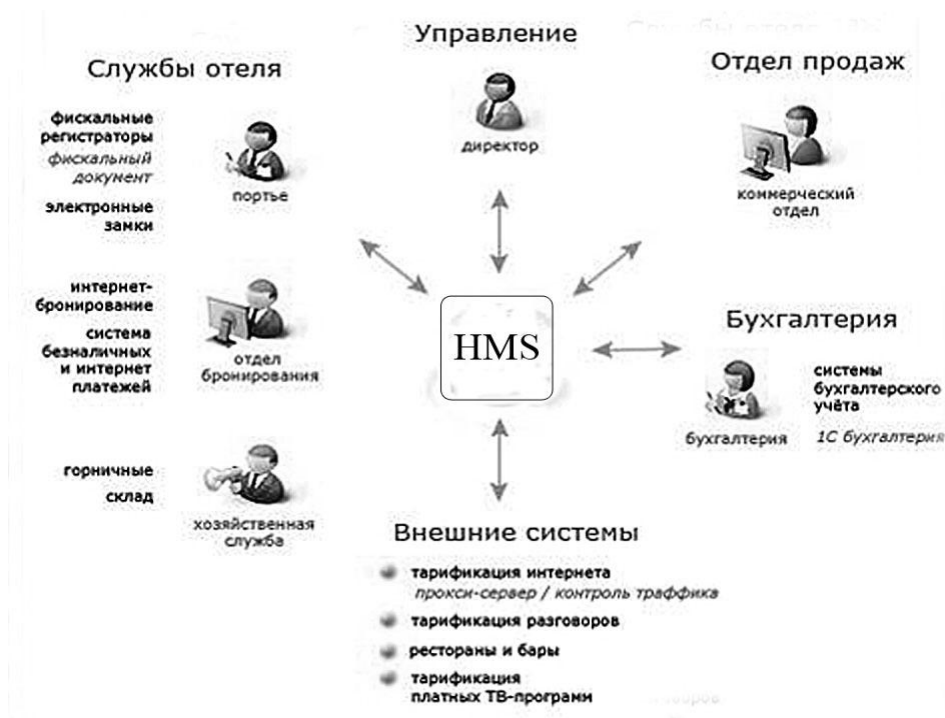 Управление
Службы отеля
Отдел продаж
фискальные
регистраторы
фискальный
документ
электронные
замки
портье
директор
коммерческий
отдел
интернет-
бронирование
система
безналичных
и интернет
платежей
отдел
бронирования
HMS
Бухгалтерия
системы
бухгалтерского
учёта
1С бухгалтерия
бухгалтерия
горничные
склад
хозяйственная
служба
Внешние системы
тарификация интернета
прокси-сервер / контроль траффика
тарификация разговоров
рестораны и бары
тарификация
платных ТВ-программ